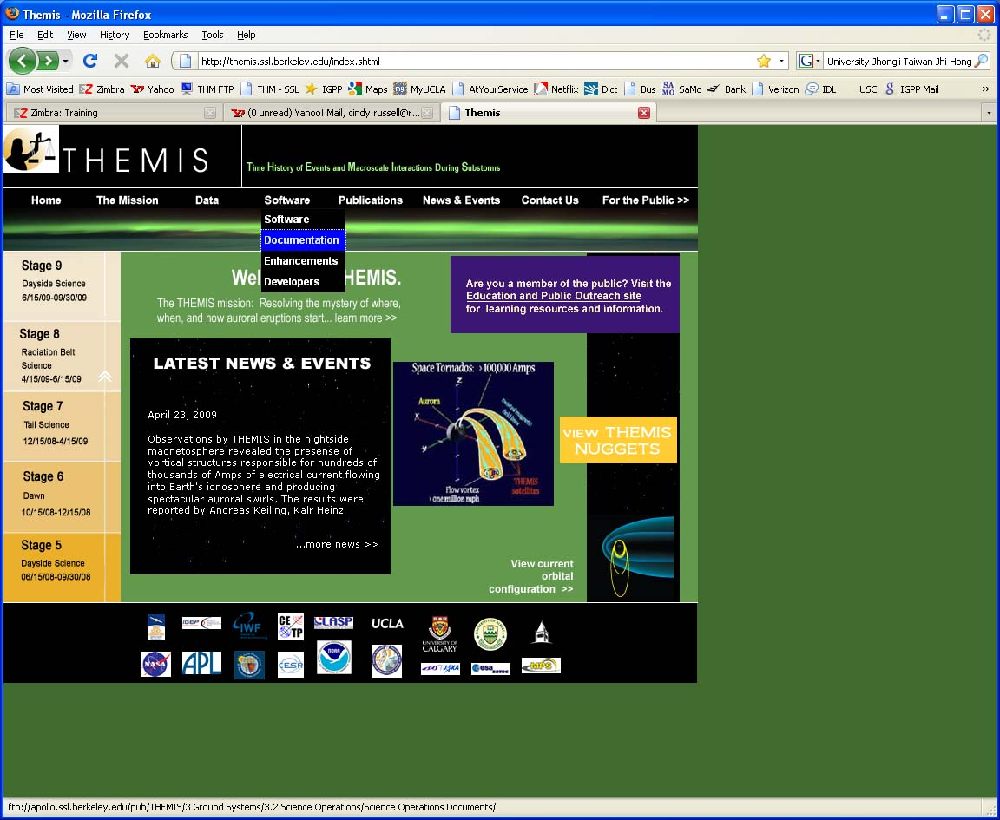 Themis - Mozilla Firefox
File Edit View History Bookmarks Tools Help
http://themis.ssl.berkeley.edu/index.shtml
University Jhongli Taiwan Jhi-Hong
Most Visited Zimbra Yahoo THM FTP THM - SSL IGPP Maps MyUCLA AtYourService Netflix Dict Bus SaMo Bank Verizon IDL USC IGPP Mail »
Zimbra: Training
(0 unread) Yahoo! Mail, cindy.russell@r...
Themis
THEMIS
Time History of Events and Macroscale Interactions During Substorms
Home The Mission Data Software Publications News & Events Contact Us For the Public >>
Software
Documentation
Enhancements
Developers
Stage 9
Dayside Science
6/15/09-09/30/09
Stage 8
Radiation Belt
Science
4/15/09-6/15/09
Stage 7
Tail Science
12/15/08-4/15/09
Stage 6
Dawn
10/15/08-12/15/08
Stage 5
Dayside Science
06/15/08-09/30/08
Wel HEMIS.
The THEMIS mission: Resolving the mystery of where,
when, and how auroral eruptions start... learn more >>
Are you a member of the public? Visit the
Education and Public Outreach site
for learning resources and information.
LATEST NEWS & EVENTS
April 23, 2009
Observations by THEMIS in the nightside
magnetosphere revealed the presense of
vortical structures responsible for hundreds of
thousands of Amps of electrical current flowing
into Earth's ionosphere and producing
spectacular auroral swirls. The results were
reported by Andreas Keiling, Kalr Heinz
...more news >>
Space Tornados: >100,000 Amps
z
Aurora
twisted magnetic
field lines
x
y
Flow vortex
>one million mph
THEMIS
satellites
VIEW THEMIS
NUGGETS
View current
orbital
configuration >>
IGEP
IWF
CE
TP
LASP
UCLA
UNIVERSITY OF
CALGARY
NASA
APL
CESR
NOAA
JAXA
esa
ESTEC
MPS
ftp://apollo.ssl.berkeley.edu/pub/THEMIS/3 Ground Systems/3.2 Science Operations/Science Operations Documents/